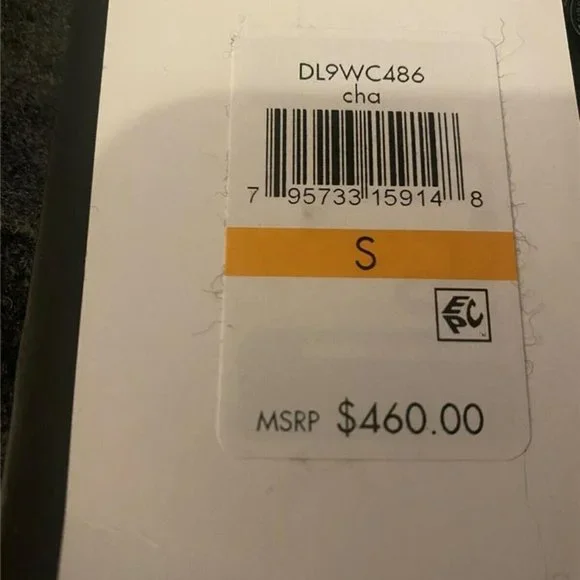 DL9WC486
cha
7 95733 15914 8
S
EPC
MSRP $460.00